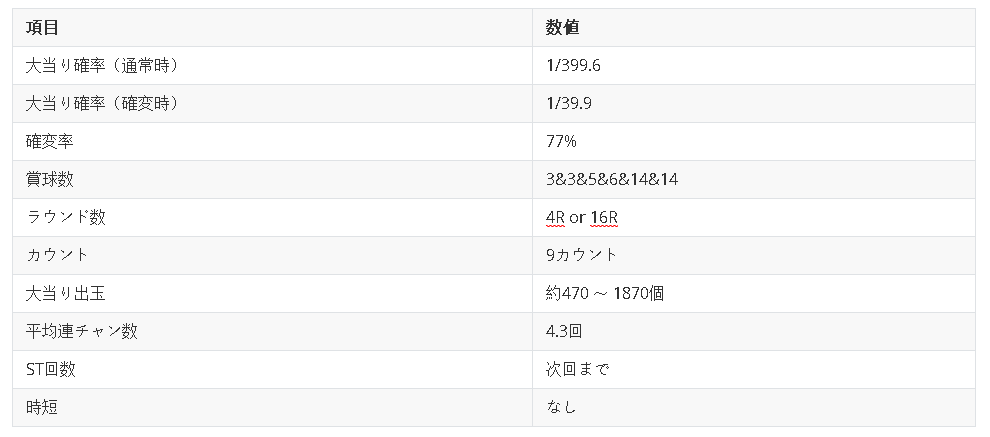 項目 数値
大当り確率（通常時） 1/399.6
大当り確率（確変時） 1/39.9
確変率 77%
賞球数 3&3&5&6&14&14
ラウンド数 4R or 16R
カウント 9カウント
大当り出玉 約470 ～ 1870個
平均連チャン数 4.3回
ST回数 次回まで
時短 なし